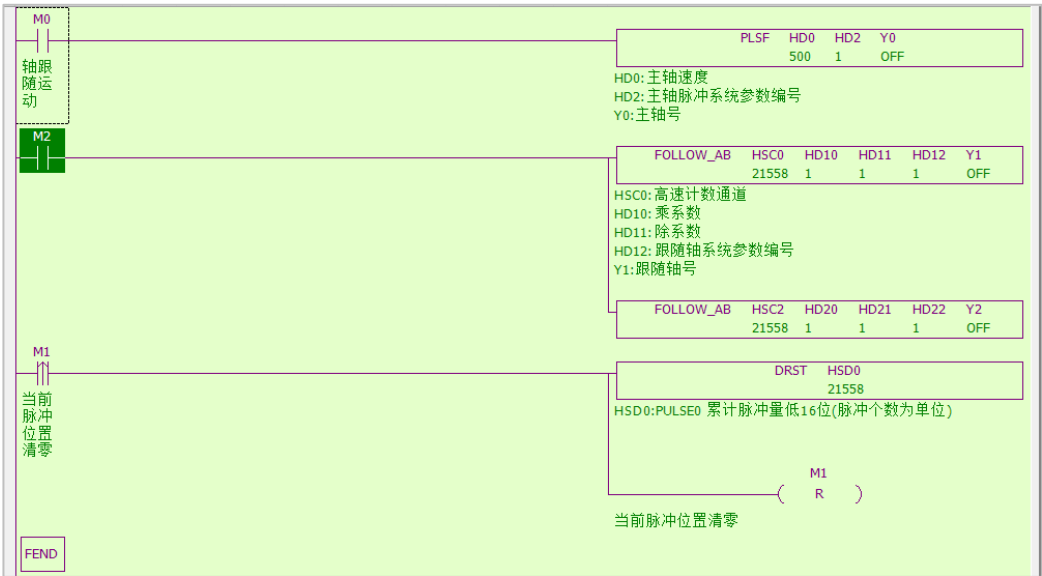 M0
轴跟
随运
动
PLSF HD0 HD2 Y0
500 1 OFF
HD0:主轴速度
HD2:主轴脉冲系统参数编号
Y0:主轴号
M2
FOLLOW_AB HSC0 HD10 HD11 HD12 Y1
21558 1 1 1 OFF
HSC0:高速计数通道
HD10:乘系数
HD11:除系数
HD12:跟随轴系统参数编号
Y1:跟随轴号
FOLLOW_AB HSC2 HD20 HD21 HD22 Y2
21558 1 1 1 OFF
M1
当前
脉冲
位置
清零
DRST HSD0
21558
HSD0:PULSE0 累计脉冲量低16位(脉冲个数为单位)
M1
( R )
当前脉冲位置清零
FEND